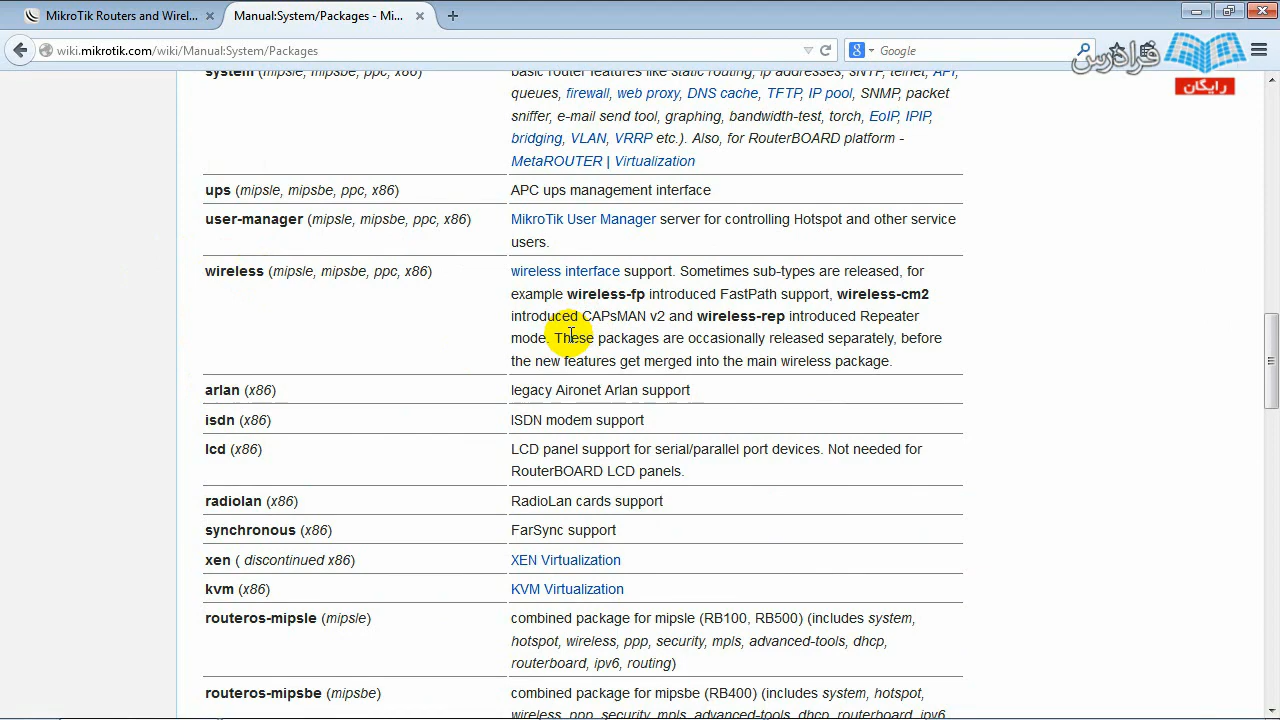 MikroTik Routers and Wirel...
Manual:System/Packages - Mi...
wiki.mikrotik.com/wiki/Manual:System/Packages
Google
فرادرس
رایگان
system (mipsle, mipsbe, ppc, x86)
basic router features like static routing, ip addresses, sNTP, telnet, API,
queues, firewall, web proxy, DNS cache, TFTP, IP pool, SNMP, packet
sniffer, e-mail send tool, graphing, bandwidth-test, torch, EoIP, IPIP,
bridging, VLAN, VRRP etc.). Also, for RouterBOARD platform -
MetaROUTER | Virtualization
ups (mipsle, mipsbe, ppc, x86)
APC ups management interface
user-manager (mipsle, mipsbe, ppc, x86)
MikroTik User Manager server for controlling Hotspot and other service
users.
wireless (mipsle, mipsbe, ppc, x86)
wireless interface support. Sometimes sub-types are released, for
example wireless-fp introduced FastPath support, wireless-cm2
introduced CAPsMAN v2 and wireless-rep introduced Repeater
mode. These packages are occasionally released separately, before
the new features get merged into the main wireless package.
arlan (x86)
legacy Aironet Arlan support
isdn (x86)
ISDN modem support
lcd (x86)
LCD panel support for serial/parallel port devices. Not needed for
RouterBOARD LCD panels.
radiolan (x86)
RadioLan cards support
synchronous (x86)
FarSync support
xen ( discontinued x86)
XEN Virtualization
kvm (x86)
KVM Virtualization
routeros-mipsle (mipsle)
combined package for mipsle (RB100, RB500) (includes system,
hotspot, wireless, ppp, security, mpls, advanced-tools, dhcp,
routerboard, ipv6, routing)
routeros-mipsbe (mipsbe)
combined package for mipsbe (RB400) (includes system, hotspot,
wireless, ppp, security, mpls, advanced-tools, dhcp, routerboard, ipv6,